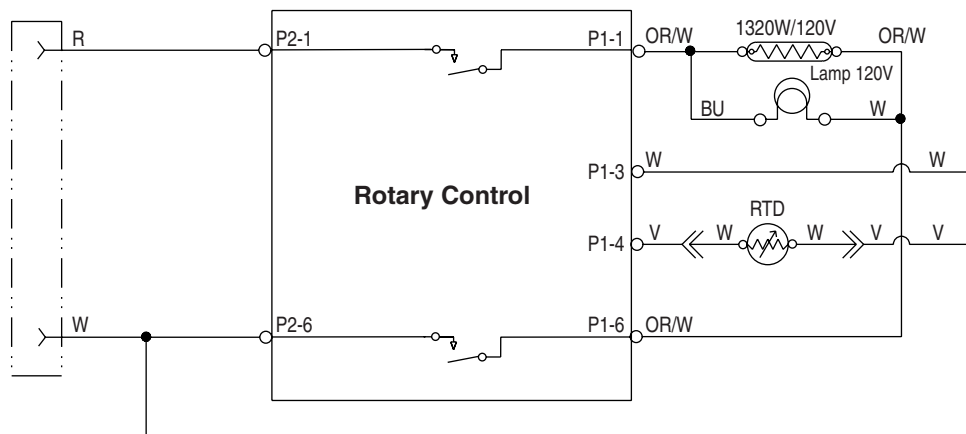 R P2-1 P1-1 OR/W 1320W/120V OR/W
Lamp 120V
BU W
P1-3 W W
Rotary Control
RTD
P1-4 V W W V V
W P2-6 P1-6 OR/W